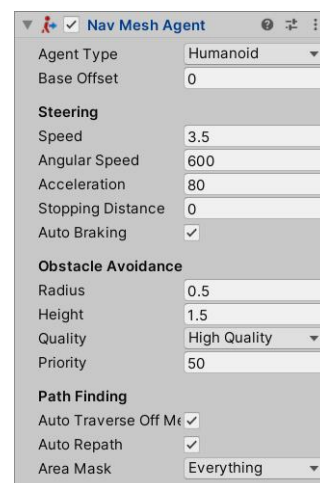 Nav Mesh Agent
Agent Type Humanoid
Base Offset 0
Steering
Speed 3.5
Angular Speed 600
Acceleration 80
Stopping Distance 0
Auto Braking
Obstacle Avoidance
Radius 0.5
Height 1.5
Quality High Quality
Priority 50
Path Finding
Auto Traverse Off Me
Auto Repath
Area Mask Everything